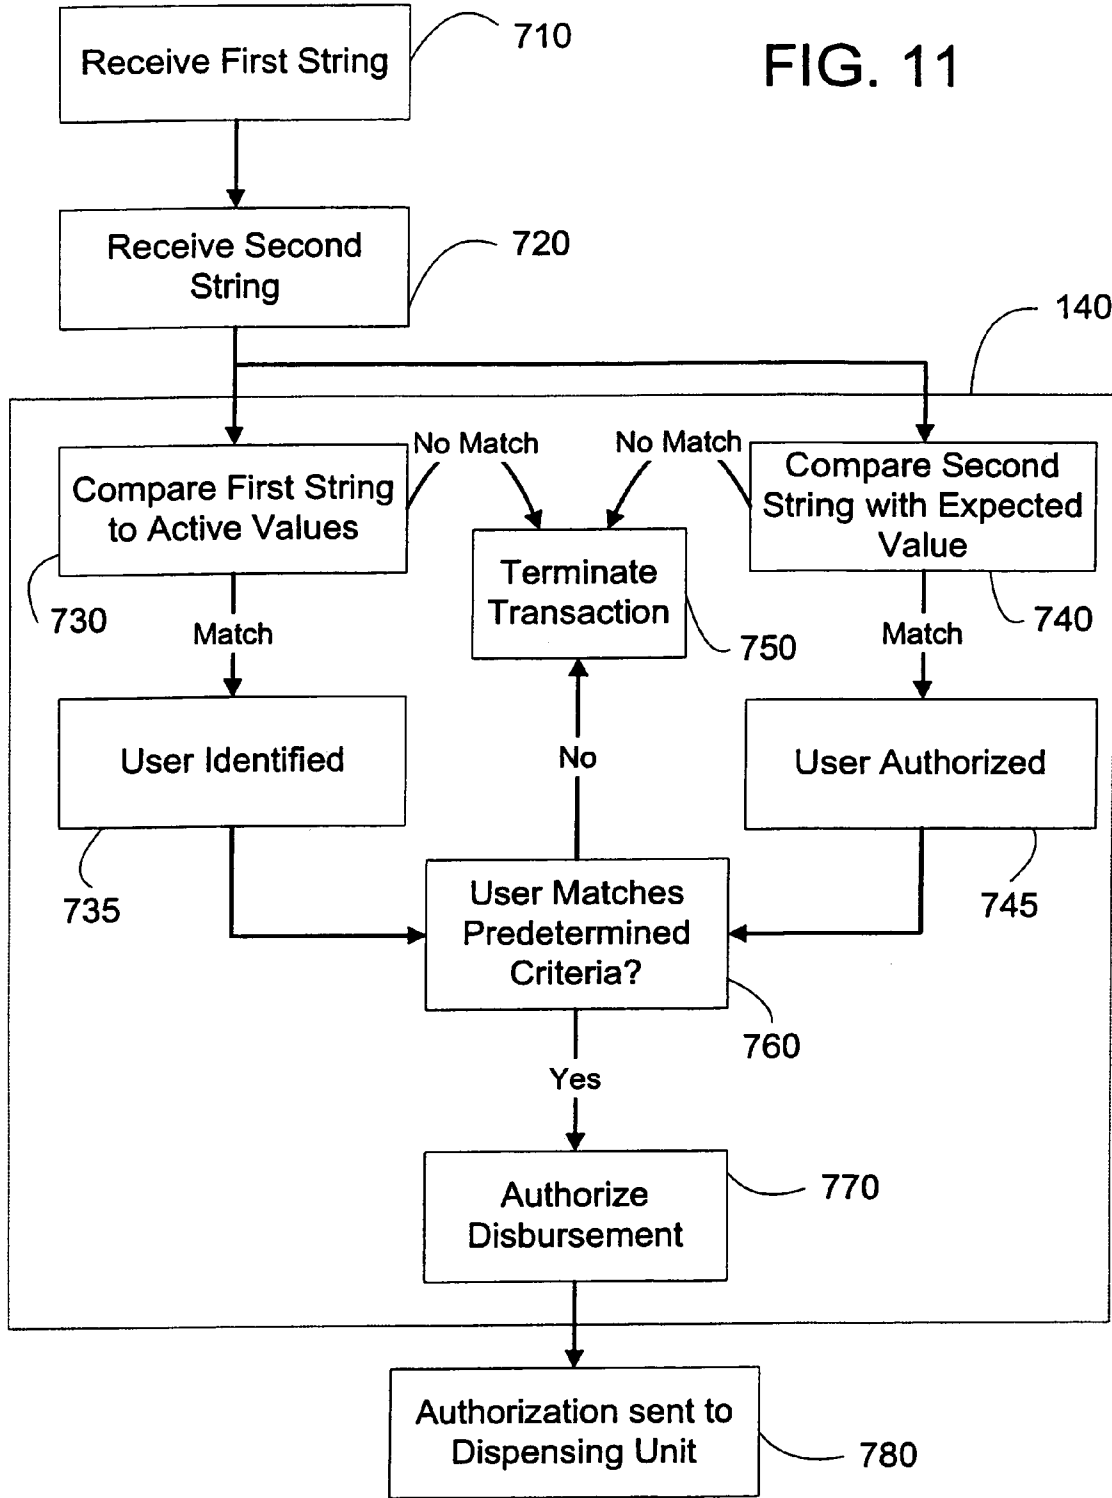 710
Receive First String
FIG. 11
Receive Second
String
720
140
No Match
No Match
Compare First String
to Active Values
Compare Second
String with Expected
Value
Terminate
Transaction
730
Match
750
740
Match
User Identified
No
User Authorized
735
User Matches
Predetermined
Criteria?
745
760
Yes
Authorize
Disbursement
770
Authorization sent to
Dispensing Unit
780